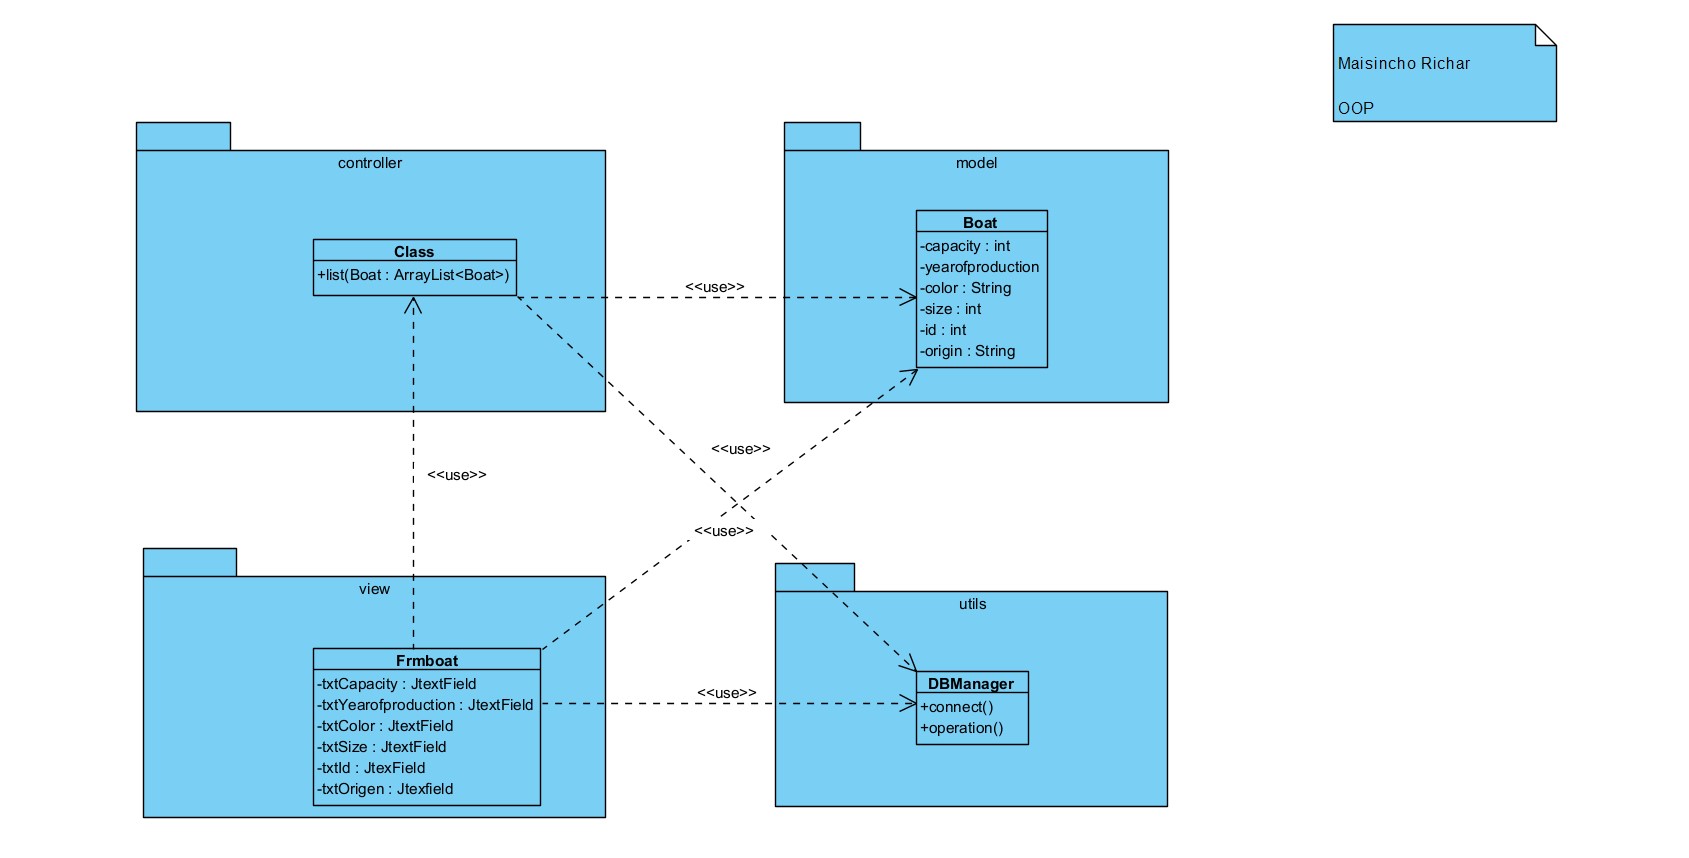 Maisincho Richar
OOP
controller
Class
+list(Boat : ArrayList<Boat>)
<<use>>
model
Boat
-capacity : int
-yearofproduction
-color : String
-size : int
-id : int
-origin : String
<<use>>
<<use>>
<<use>>
view
Frmboat
-txtCapacity : JtextField
-txtYearofproduction : JtextField
-txtColor : JtextField
-txtSize : JtextField
-txtId : JtexField
-txtOrigen : Jtexfield
<<use>>
utils
DBManager
+connect()
+operation()